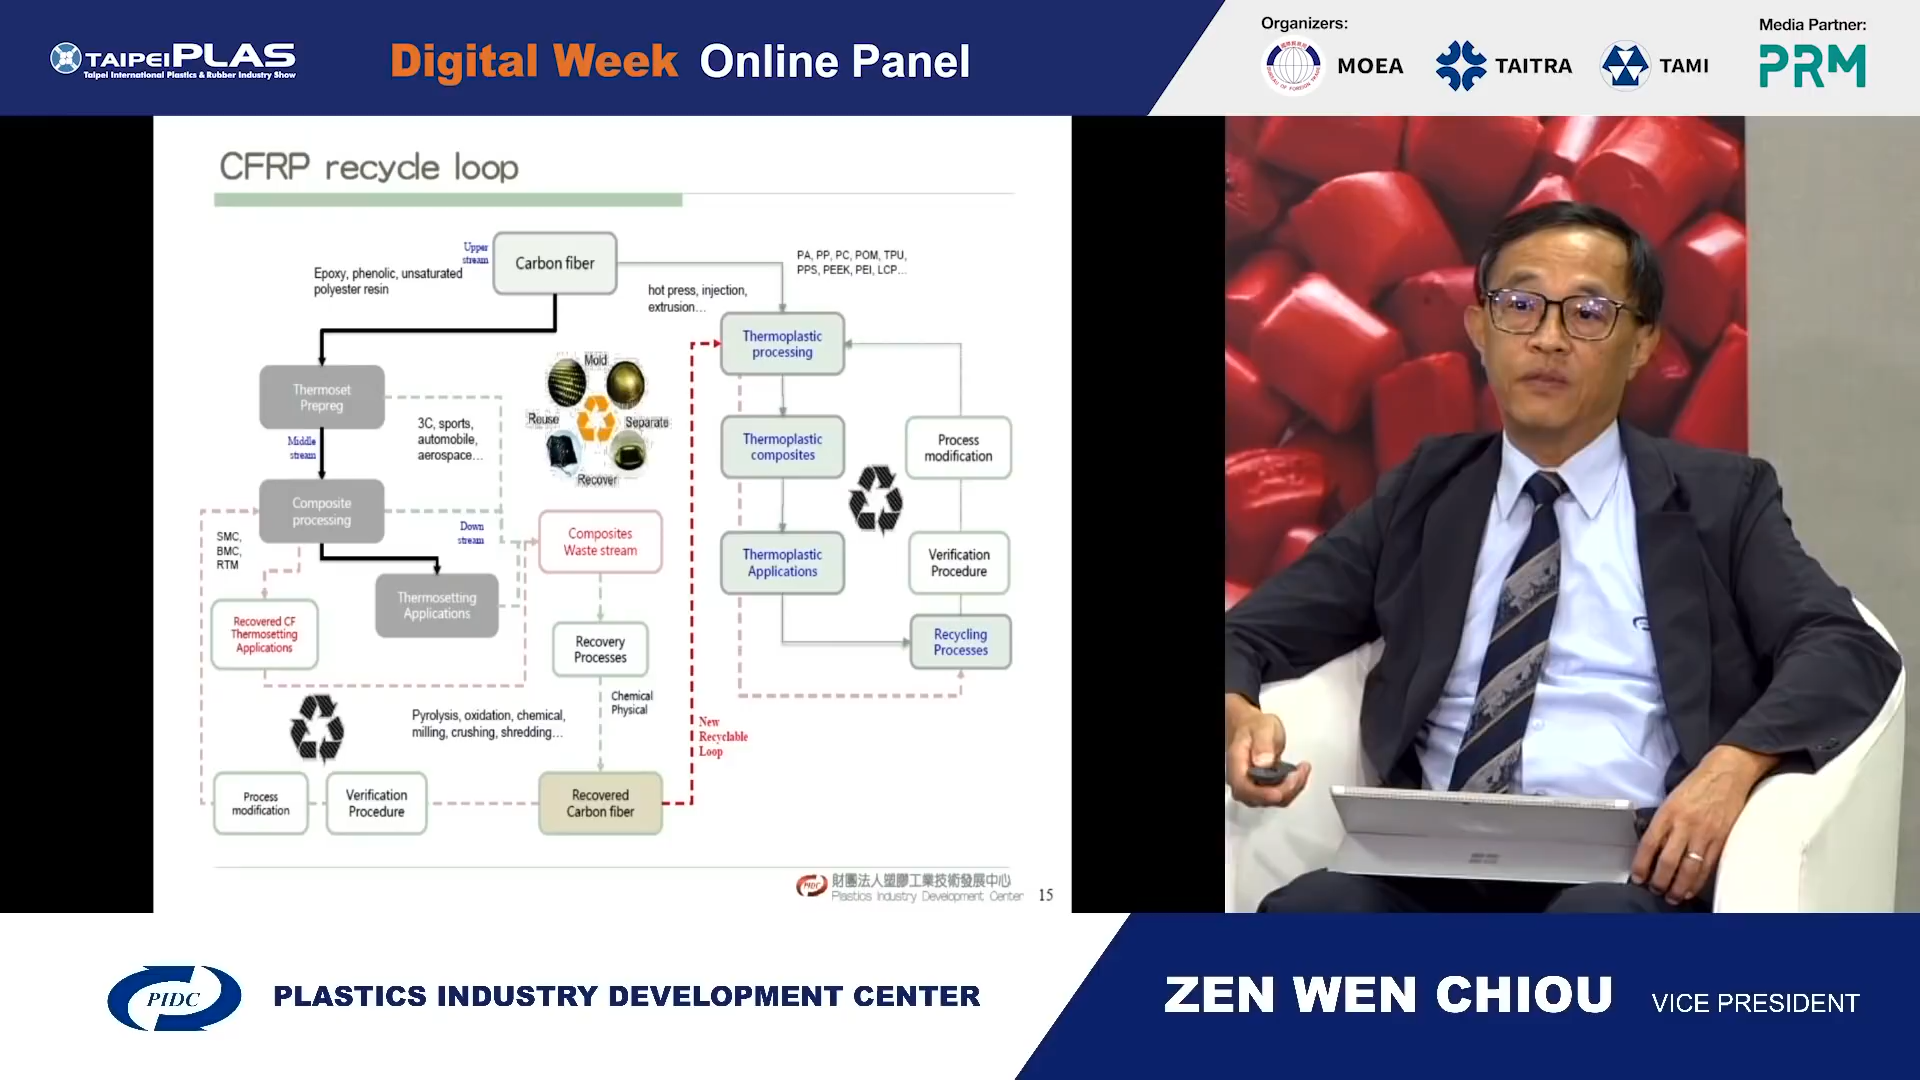 TAIPEIPLAS
Taipei International Plastics & Rubber Industry Show
Digital Week Online Panel
Organizers:
MOEA
TAITRA
TAMI
Media Partner:
PRM
CFRP recycle loop
Upper
stream
Carbon fiber
Epoxy, phenolic, unsaturated
polyester resin
PA, PP, PC, POM, TPU,
PPS, PEEK, PEI, LCP...
hot press, injection,
extrusion...
Thermoplastic
processing
Thermoset
Prepreg
Mold
Reuse
Separate
Recover
3C, sports,
automobile,
aerospace...
Middle
stream
Thermoplastic
composites
Process
modification
Composite
processing
Down
stream
SMC,
BMC,
RTM
Composites
Waste stream
Thermoplastic
Applications
Verification
Procedure
Thermosetting
Applications
Recovered CF
Thermosetting
Applications
Recovery
Processes
Recycling
Processes
Chemical
Physical
Pyrolysis, oxidation, chemical,
milling, crushing, shredding...
New
Recyclable
Loop
Process
modification
Verification
Procedure
Recovered
Carbon fiber
PIDC
財團法人塑膠工業技術發展中心
Plastics Industry Development Center
15
PIDC
PLASTICS INDUSTRY DEVELOPMENT CENTER
ZEN WEN CHIOU VICE PRESIDENT